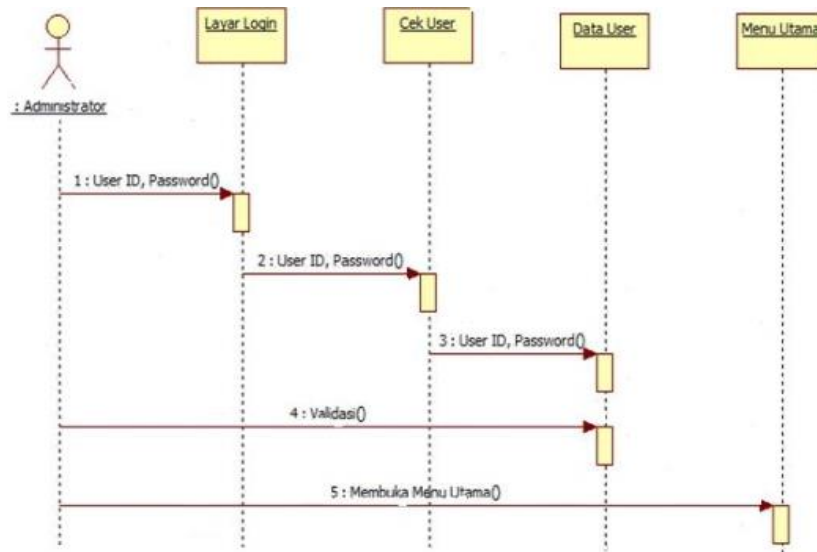 Layar Login
Cek User
Data User
Menu Utama
: Administrator
1 : User ID, Password()
2 : User ID, Password()
3 : User ID, Password()
4 : Validasi()
5 : Membuka Menu Utama()